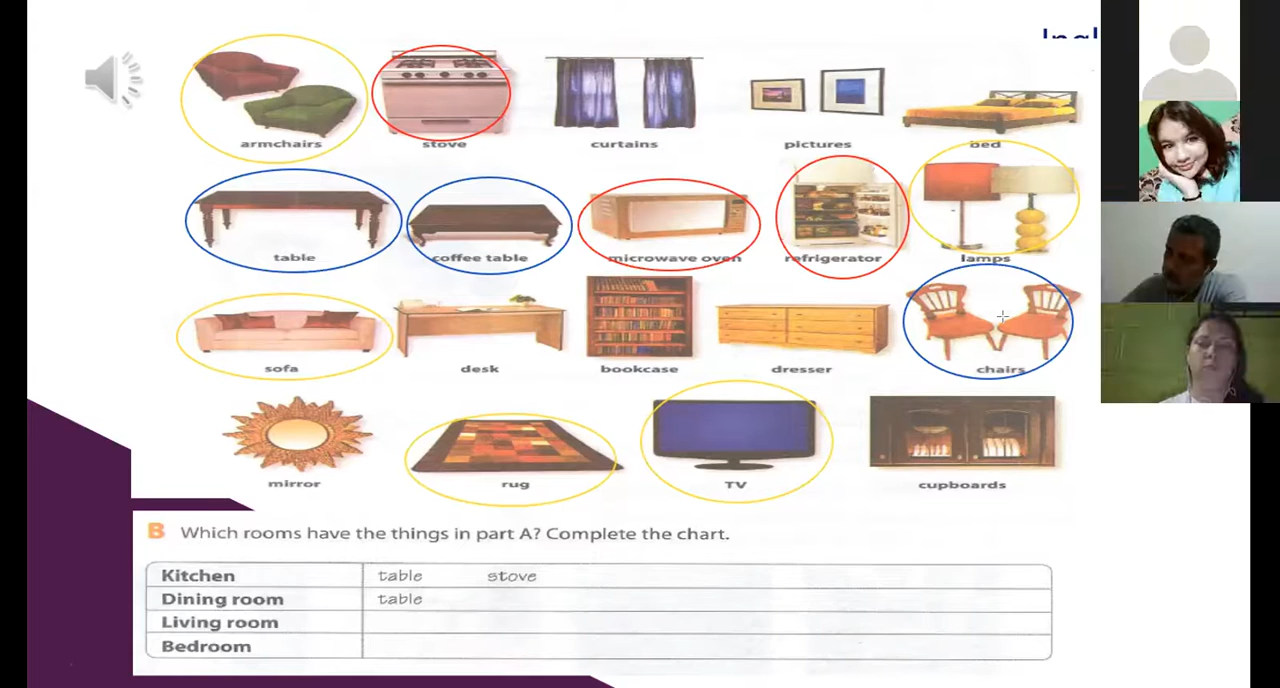 armchairs stove curtains pictures bed
table coffee table microwave oven refrigerator lamps
sofa desk bookcase dresser chairs
mirror rug TV cupboards
B Which rooms have the things in part A? Complete the chart.
Kitchen table stove
Dining room table
Living room
Bedroom